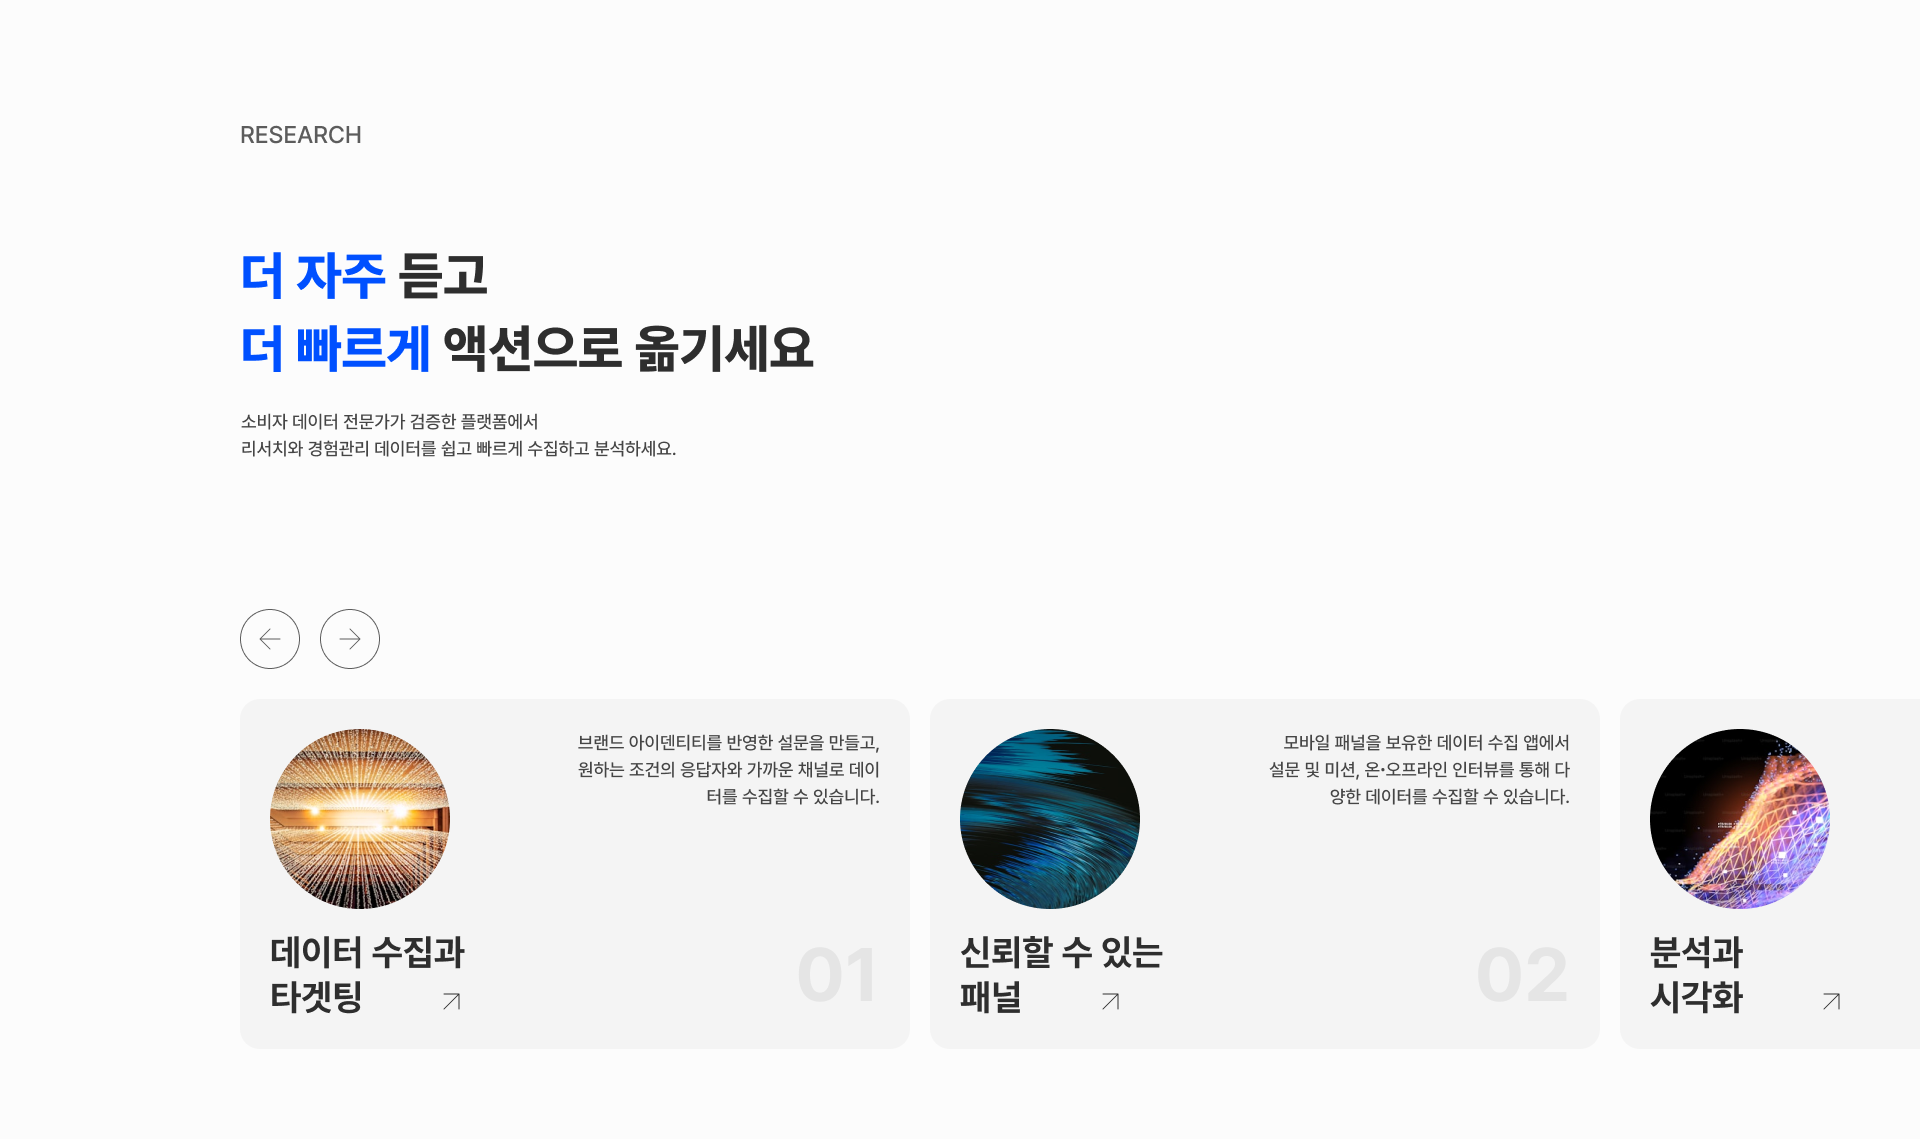 RESEARCH
더 자주 듣고
더 빠르게 액션으로 옮기세요
소비자 데이터 전문가가 검증한 플랫폼에서
리서치와 경험관리 데이터를 쉽고 빠르게 수집하고 분석하세요.
브랜드 아이덴티티를 반영한 설문을 만들고,
원하는 조건의 응답자와 가까운 채널로 데이
터를 수집할 수 있습니다.
데이터 수집과
타겟팅
01
모바일 패널을 보유한 데이터 수집 앱에서
설문 및 미션, 온•오프라인 인터뷰를 통해 다
양한 데이터를 수집할 수 있습니다.
신뢰할 수 있는
패널
02
분석과
시각화